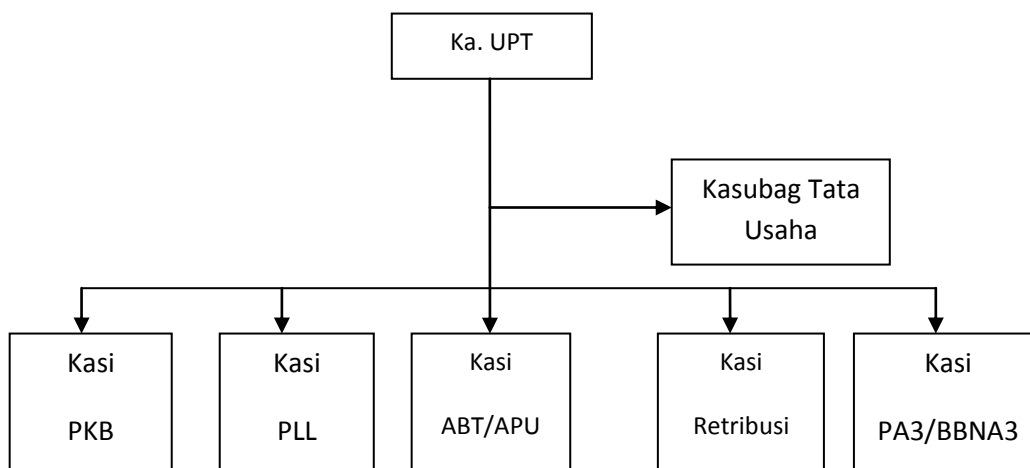 Ka. UPT
Kasubag Tata
Usaha
Kasi
PKB
Kasi
PLL
Kasi
ABT/APU
Kasi
Retribusi
Kasi
PA3/BBNA3